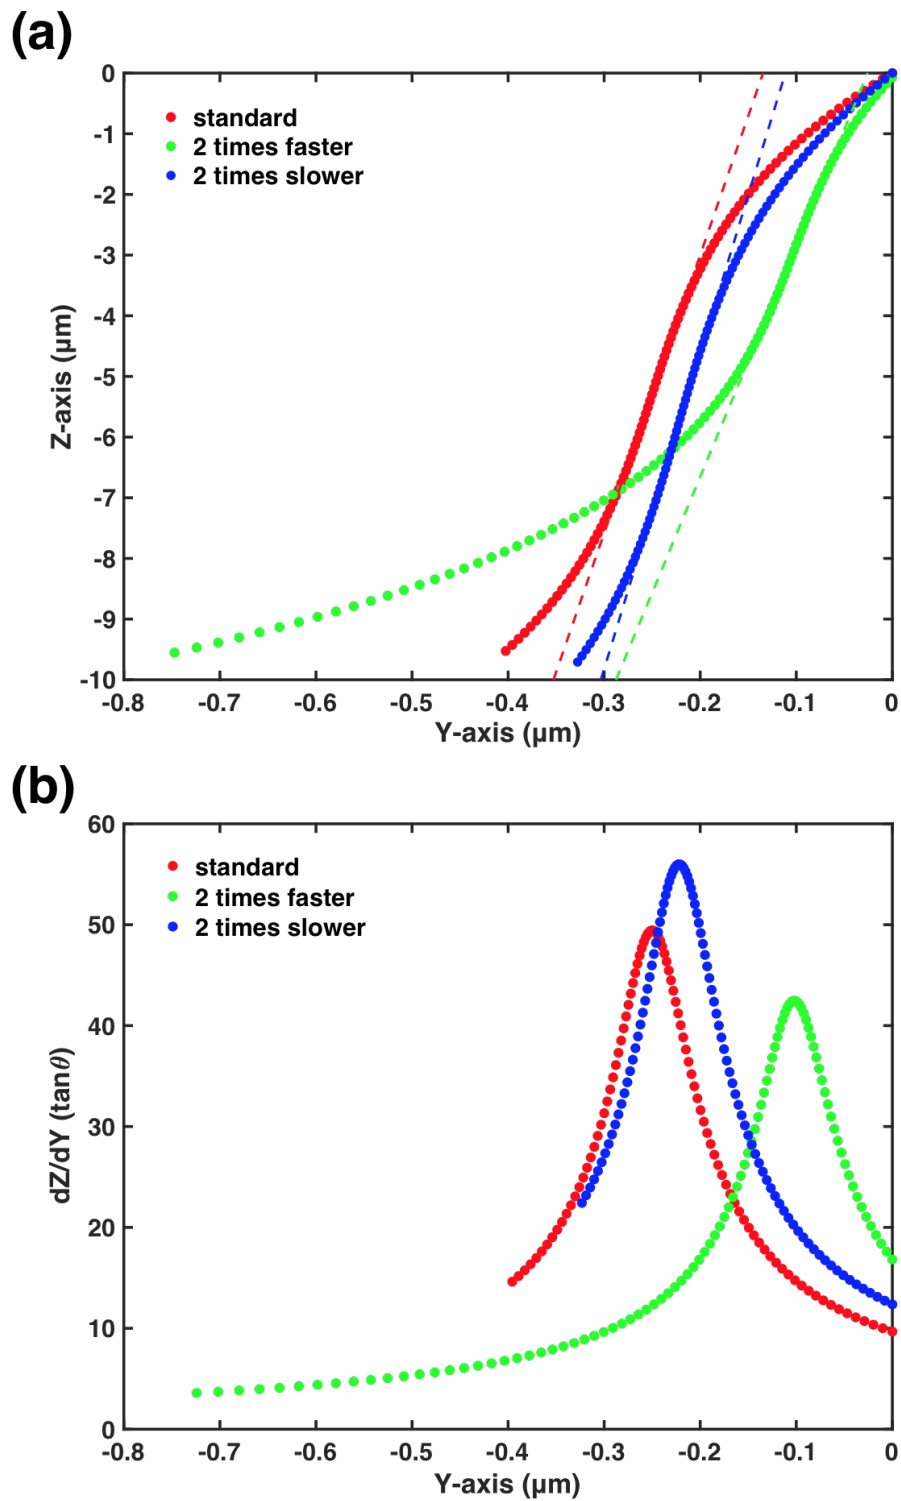 (a)
0
-1
-2
-3
-4
-5
-6
-7
-8
-9
-10
Z-axis (μm)
standard
2 times faster
2 times slower
-0.8 -0.7 -0.6 -0.5 -0.4 -0.3 -0.2 -0.1 0
Y-axis (μm)
(b)
60
50
40
30
20
10
0
dZ/dY (tanθ)
standard
2 times faster
2 times slower
-0.8 -0.7 -0.6 -0.5 -0.4 -0.3 -0.2 -0.1 0
Y-axis (μm)